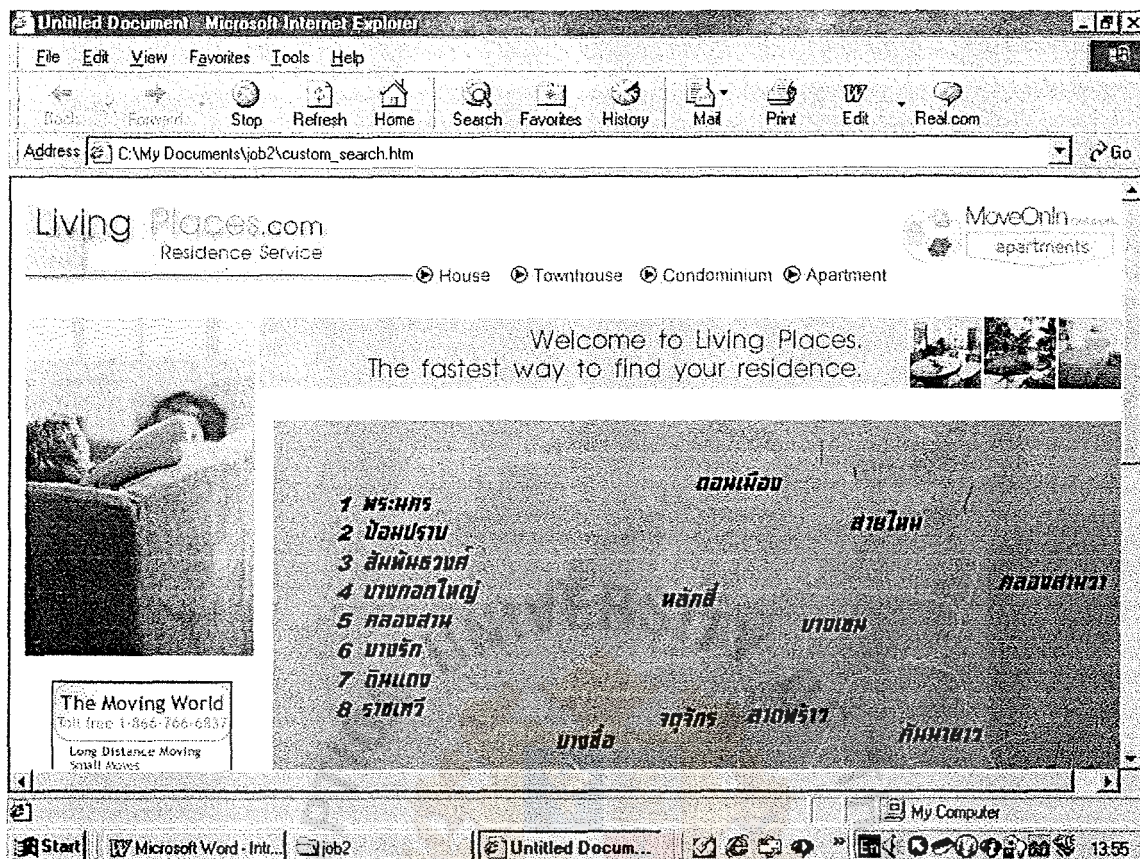 Untitled Document - Microsoft Internet Explorer
File Edit View Favorites Tools Help
Back Forward Stop Refresh Home Search Favorites History Mail Print Edit Real.com
Address C:\My Documents\job2\custom_search.htm Go
Living Places.com
Residence Service
MoveOnIn
apartments
House Townhouse Condominium Apartment
Welcome to Living Places.
The fastest way to find your residence.
ดอนเมือง
1 พระนคร
สายไหม
2 ป้อมปราบ
3 สัมพันธวงศ์
คลองสามวา
4 บางกอกใหญ่
หลักสี่
5 คลองสาน
บางเขน
6 บางรัก
7 ดินแดง
8 ราชเทวี
จตุจักร ลาดพร้าว
บางซื่อ
คันนายาว
The Moving World
Toll free 1-866-766-6837
Long Distance Moving
Small Moves
My Computer
Start Microsoft Word - Intr... job2 Untitled Docum... » En 13:55